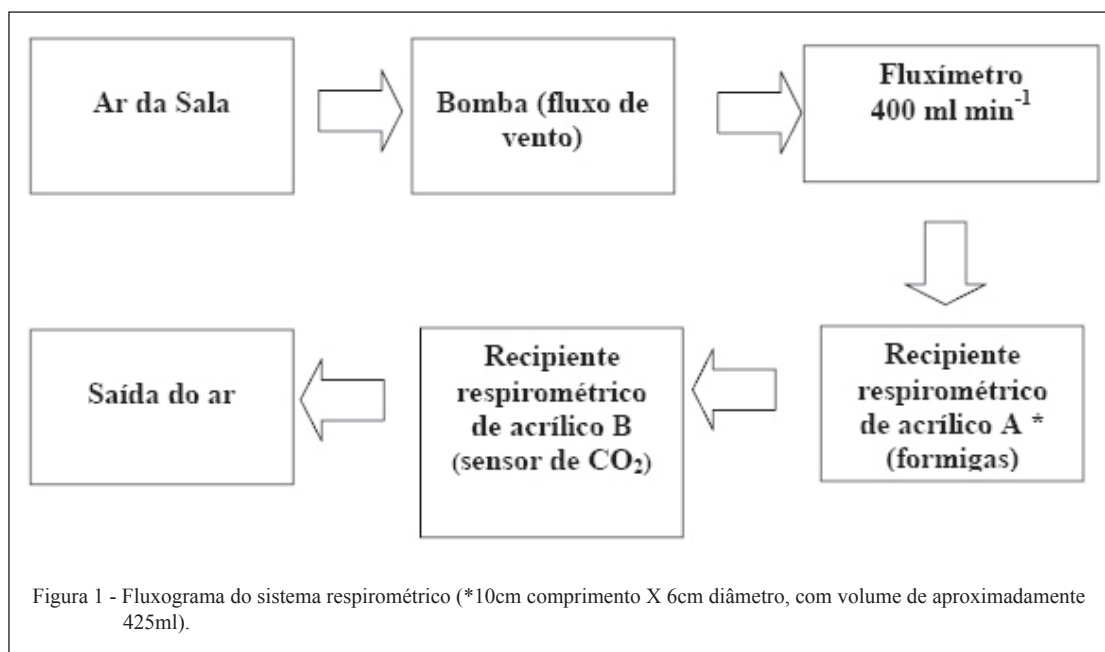 Ar da Sala
Bomba (fluxo de
vento)
Fluxímetro
400 ml min⁻¹
Recipiente
respirométrico
de acrílico A *
(formigas)
Recipiente
respirométrico
de acrílico B
(sensor de CO₂)
Saída do ar
Figura 1 - Fluxograma do sistema respirométrico (*10cm comprimento X 6cm diâmetro, com volume de aproximadamente
425ml).